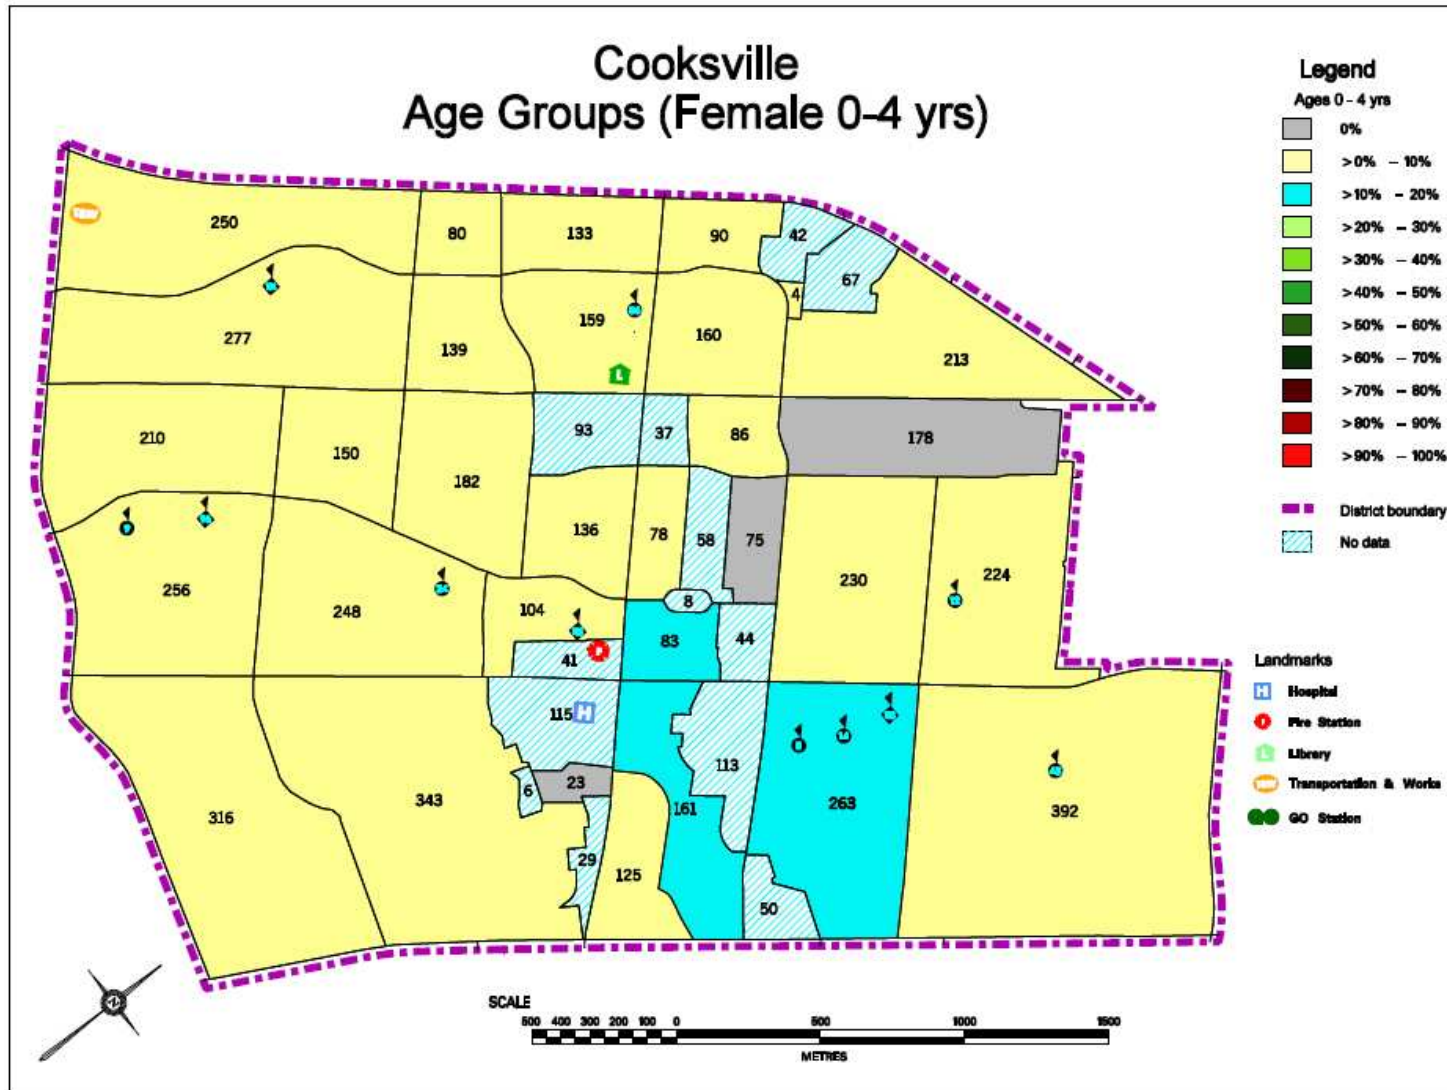 Cooksville
Age Groups (Female 0-4 yrs)
Legend
Ages 0 - 4 yrs
0%
>0% - 10%
>10% - 20%
>20% - 30%
>30% - 40%
>40% - 50%
>50% - 60%
>60% - 70%
>70% - 80%
>80% - 90%
>90% - 100%
District boundary
No data
Landmarks
H Hospital
F Fire Station
L Library
Transportation & Works
GO Station
250
80
133
90
42
67
4
277
139
159
160
213
L
210
150
182
93
37
86
178
136
78
58
75
230
224
256
248
104
8
83
44
41
F
115
H
113
6
23
161
263
392
316
343
29
125
50
SCALE
500 400 300 200 100 0 500 1000 1500
METRES